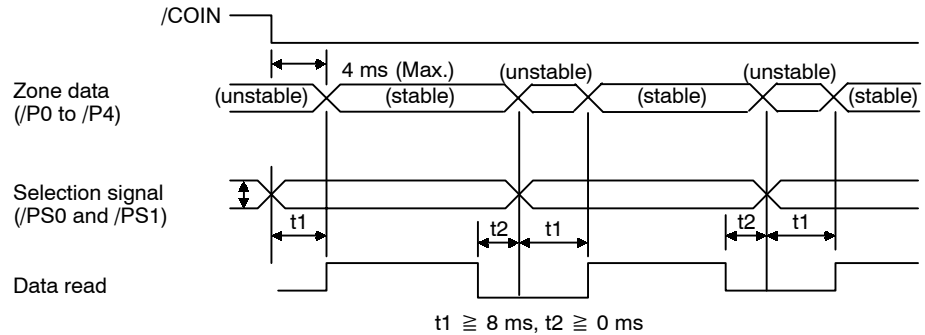 /COIN
4 ms (Max.)
(unstable)
(unstable)
Zone data
(/P0 to /P4)
(unstable)
(stable)
(stable)
(stable)
Selection signal
(/PS0 and /PS1)
t1
t2
t1
t2
t1
Data read
t1 ≧ 8 ms, t2 ≧ 0 ms